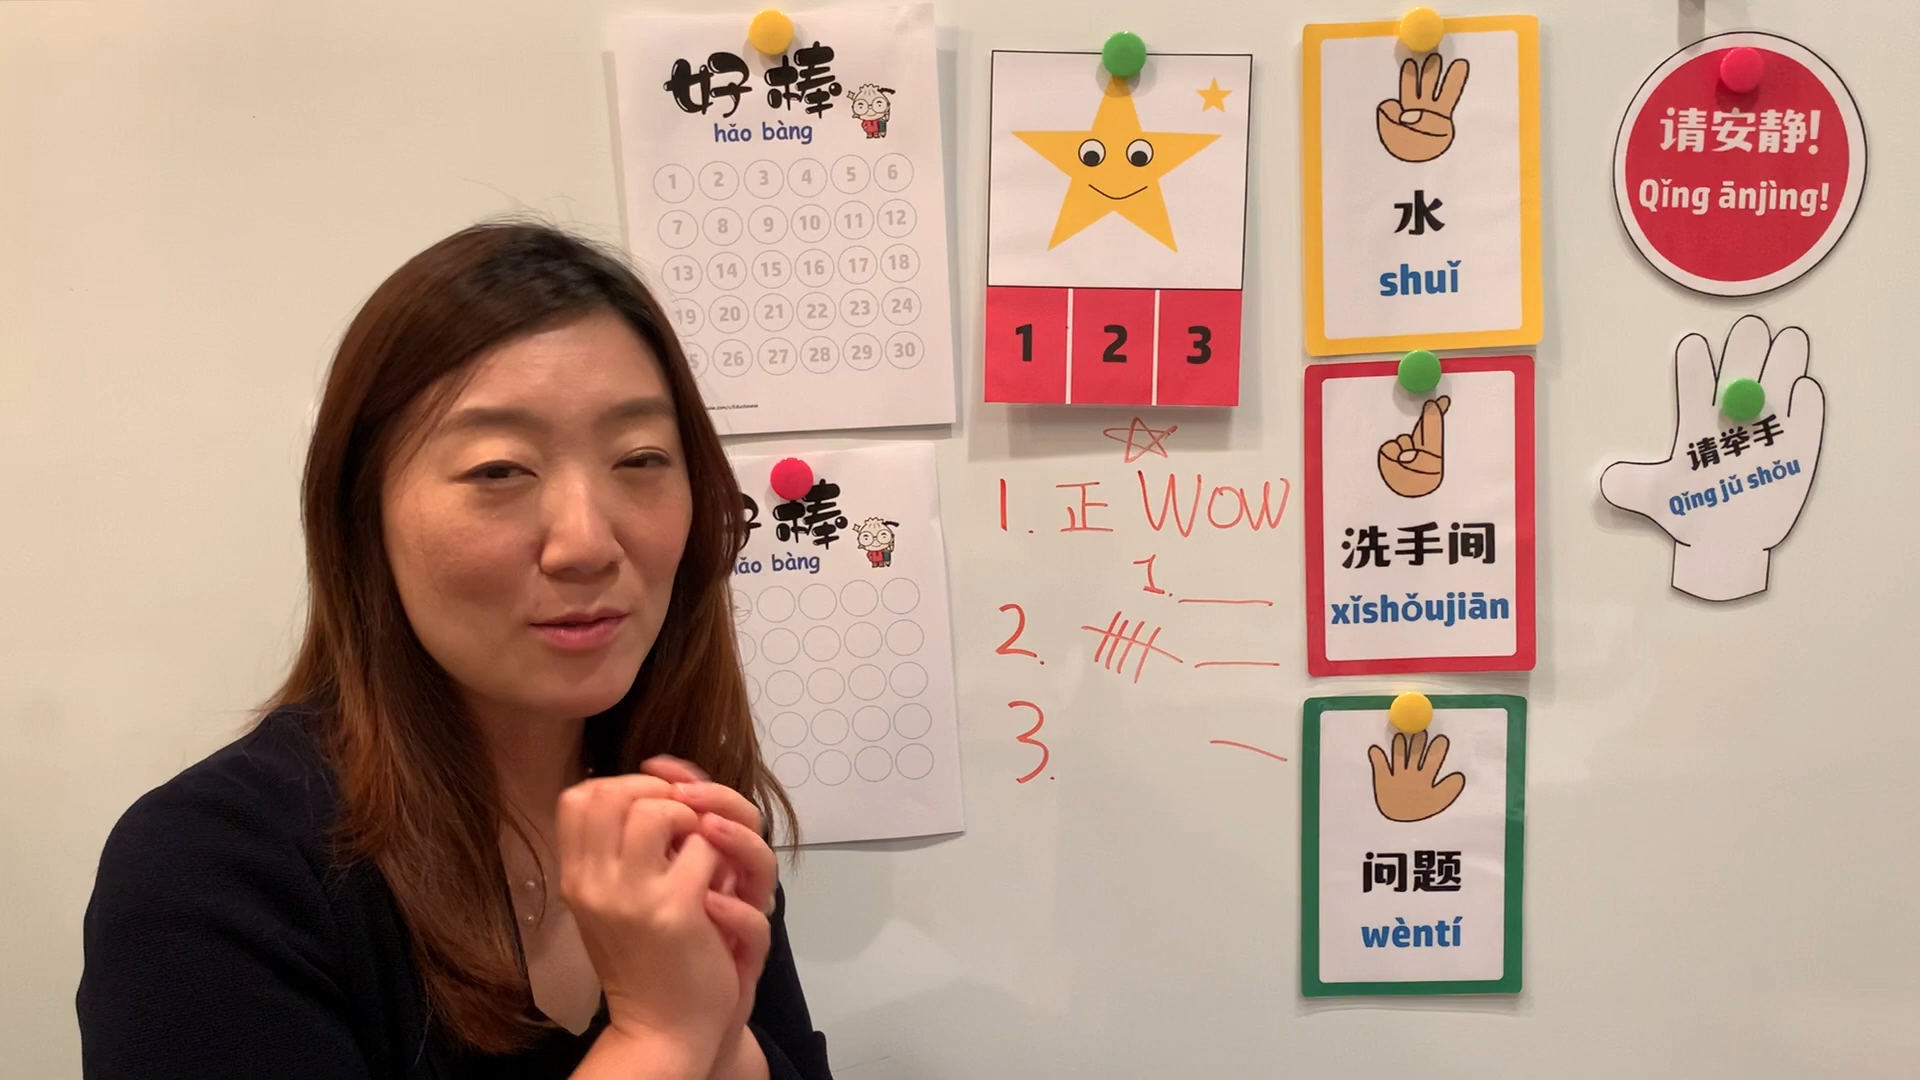 好棒
hǎo bàng
1 2 3 4 5 6
7 8 9 10 11 12
13 14 15 16 17 18
19 20 21 22 23 24
26 27 28 29 30
棒
hǎo bàng
1 2 3
1. 正 WOW
1.
2.
3.
水
shuǐ
洗手间
xǐshǒujiān
问题
wèntí
请安静!
Qǐng ānjìng!
请举手
Qǐng jǔ shǒu